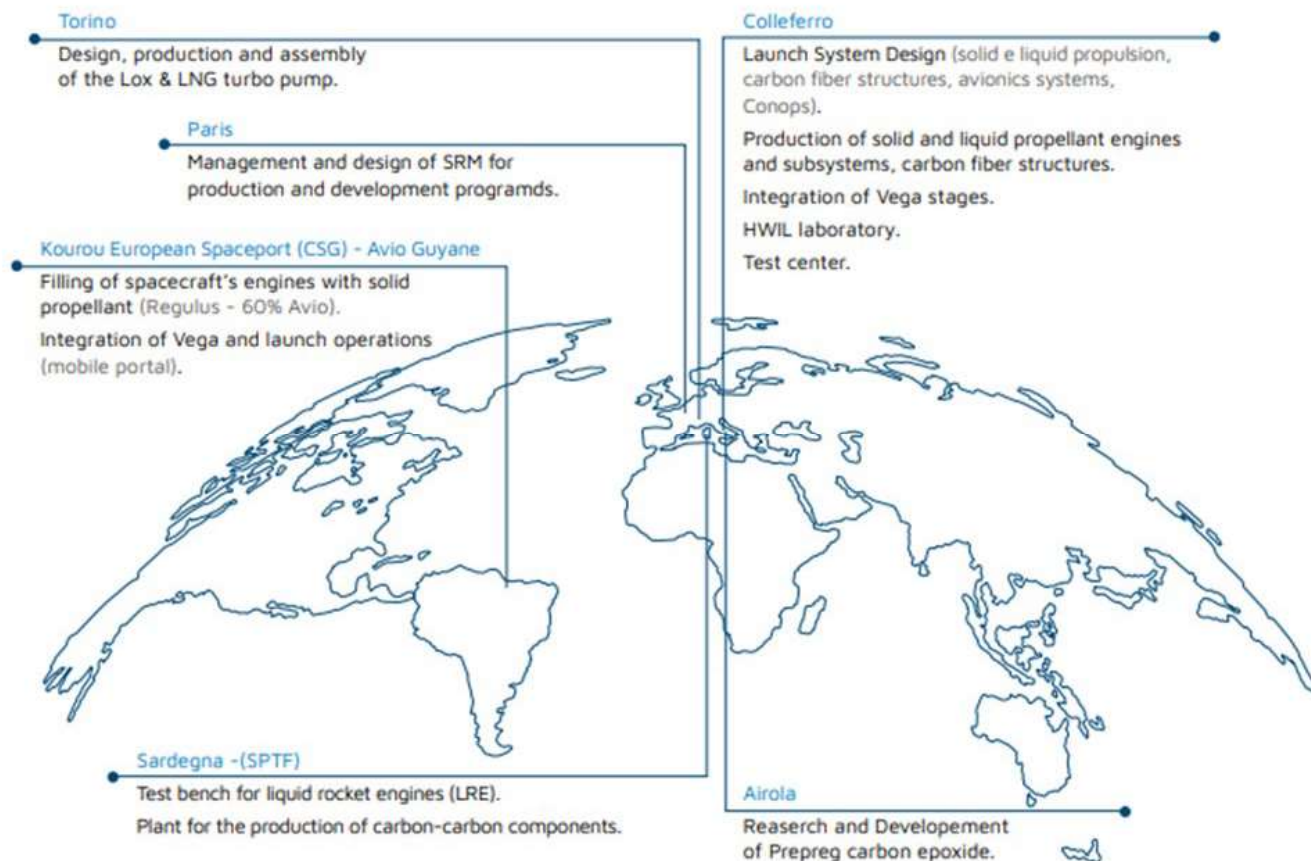 Torino
Design, production and assembly
of the Lox & LNG turbo pump.
Paris
Management and design of SRM for
production and development programds.
Kourou European Spaceport (CSG) - Avio Guyane
Filling of spacecraft's engines with solid
propellant (Regulus - 60% Avio).
Integration of Vega and launch operations
(mobile portal).
Colleferro
Launch System Design (solid e liquid propulsion,
carbon fiber structures, avionics systems,
Conops).
Production of solid and liquid propellant engines
and subsystems, carbon fiber structures.
Integration of Vega stages.
HWIL laboratory.
Test center.
Sardegna -(SPTF)
Test bench for liquid rocket engines (LRE).
Plant for the production of carbon-carbon components.
Airola
Reaserch and Developement
of Prepreg carbon epoxide.